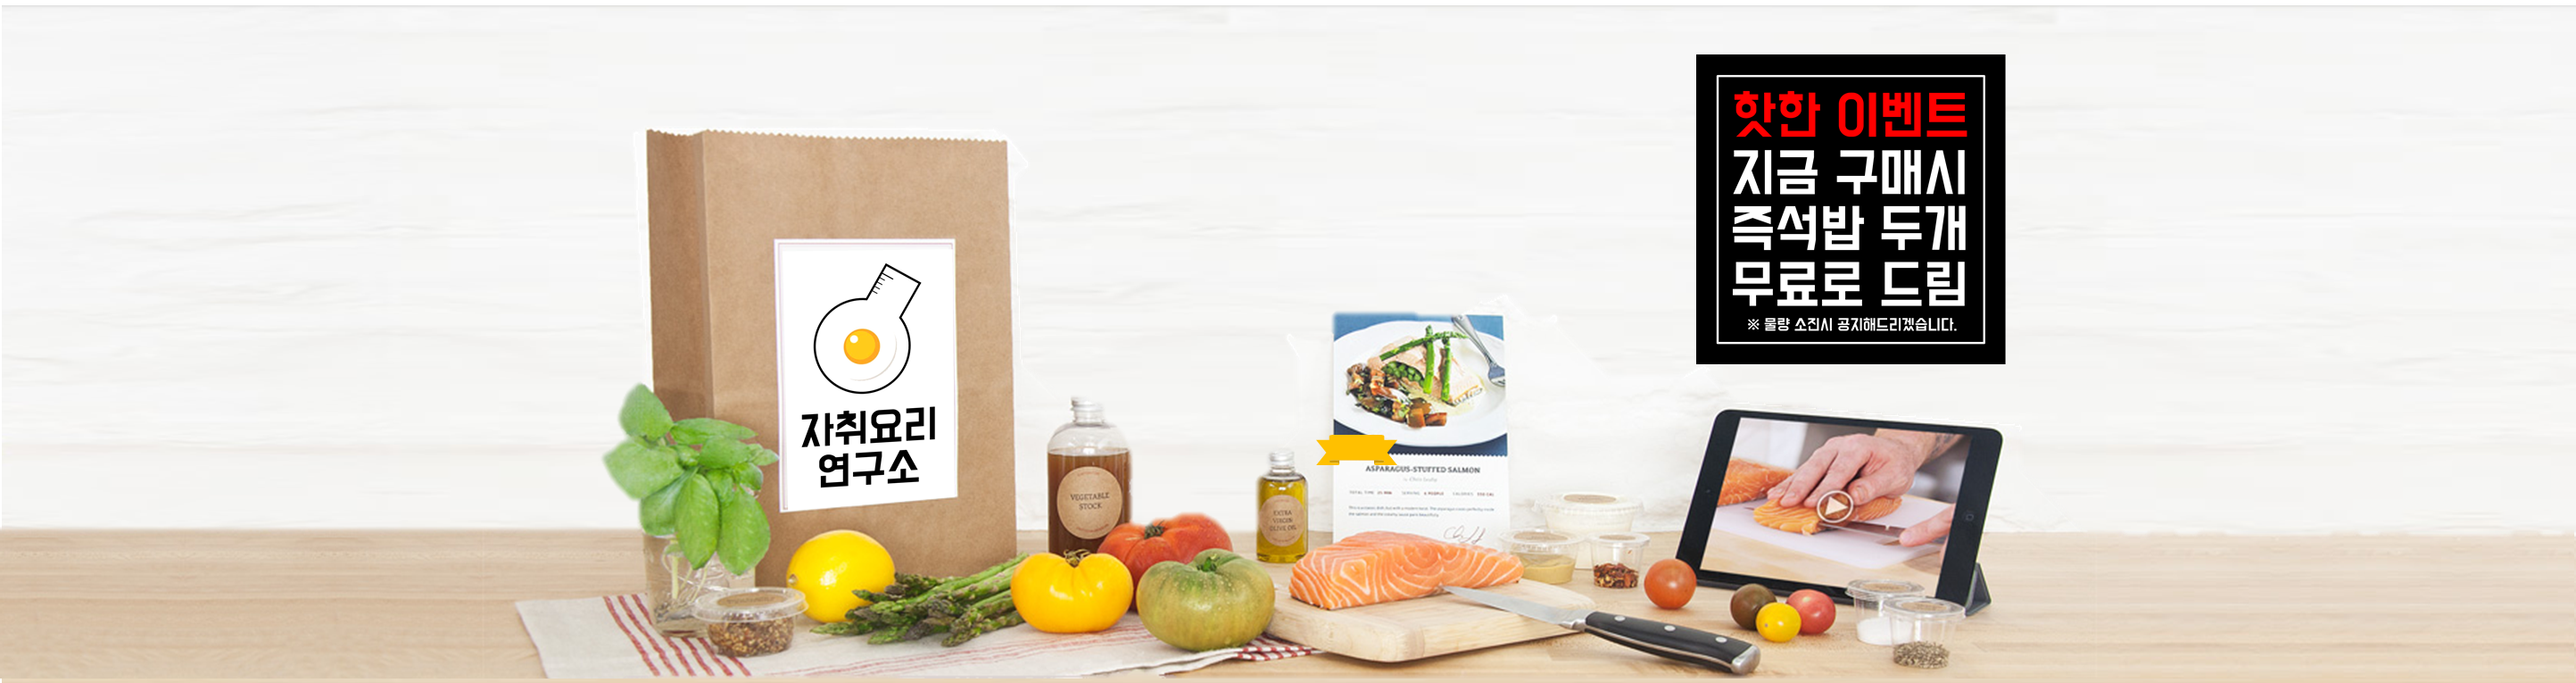 핫한 이벤트
지금 구매시
즉석밥 두개
무료로 드림
※ 물량 소진시 공지해드리겠습니다.
자취요리
연구소
VEGETABLE
STOCK
EXTRA
VIRGIN
OLIVE OIL
ASPARAGUS-STUFFED SALMON